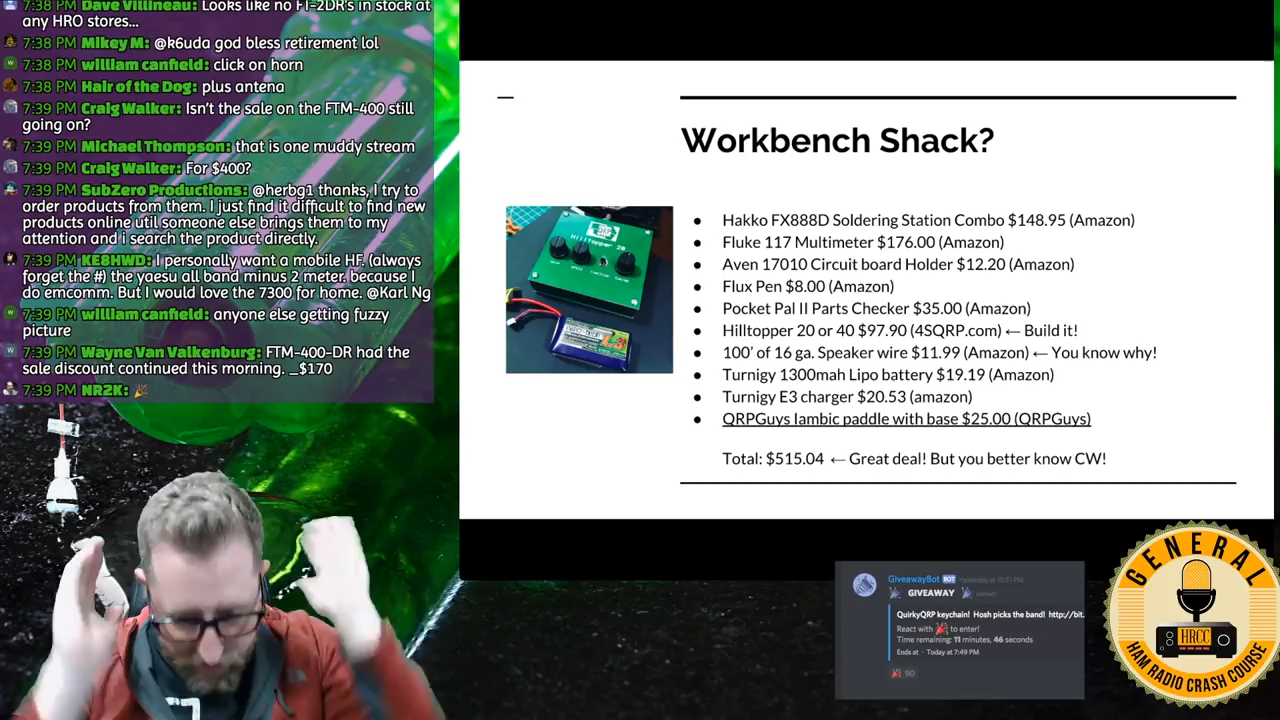 7:38 PM Dave Villineau: Looks like no FT-2DR's in stock at
any HRO stores...
7:38 PM Mikey M: @k6uda god bless retirement lol
7:38 PM william canfield: click on horn
7:38 PM Hair of the Dog: plus antena
7:39 PM Craig Walker: Isn't the sale on the FTM-400 still
going on?
7:39 PM Michael Thompson: that is one muddy stream
7:39 PM Craig Walker: For $400?
7:39 PM SubZero Productions: @herbg1 thanks, I try to
order products from them. I just find it difficult to find new
products online util someone else brings them to my
attention and i search the product directly.
7:39 PM KE8HWD: I personally want a mobile HF. (always
forget the #) the yaesu all band minus 2 meter. because I
do emcomm. But I would love the 7300 for home. @Karl Ng
7:39 PM william canfield: anyone else getting fuzzy
picture
7:39 PM Wayne Van Valkenburg: FTM-400-DR had the
sale discount continued this morning. _$170
7:39 PM NR2K: 🎉
Workbench Shack?
Hilltopper 20
● Hakko FX888D Soldering Station Combo $148.95 (Amazon)
● Fluke 117 Multimeter $176.00 (Amazon)
● Aven 17010 Circuit board Holder $12.20 (Amazon)
● Flux Pen $8.00 (Amazon)
● Pocket Pal II Parts Checker $35.00 (Amazon)
● Hilltopper 20 or 40 $97.90 (4SQRP.com) ← Build it!
● 100' of 16 ga. Speaker wire $11.99 (Amazon) ← You know why!
● Turnigy 1300mah Lipo battery $19.19 (Amazon)
● Turnigy E3 charger $20.53 (amazon)
● QRPGuys Iambic paddle with base $25.00 (QRPGuys)
Total: $515.04 ← Great deal! But you better know CW!
GiveawayBot BOT Yesterday at 10:51 PM
🎉 GIVEAWAY 🎉
QuirkyQRP keychain! Hosh picks the band! http://bit.
React with 🎉 to enter!
Time remaining: 11 minutes, 46 seconds
Ends at · Today at 7:49 PM
🎉 90
GENERAL
HRCC
HAM RADIO CRASH COURSE